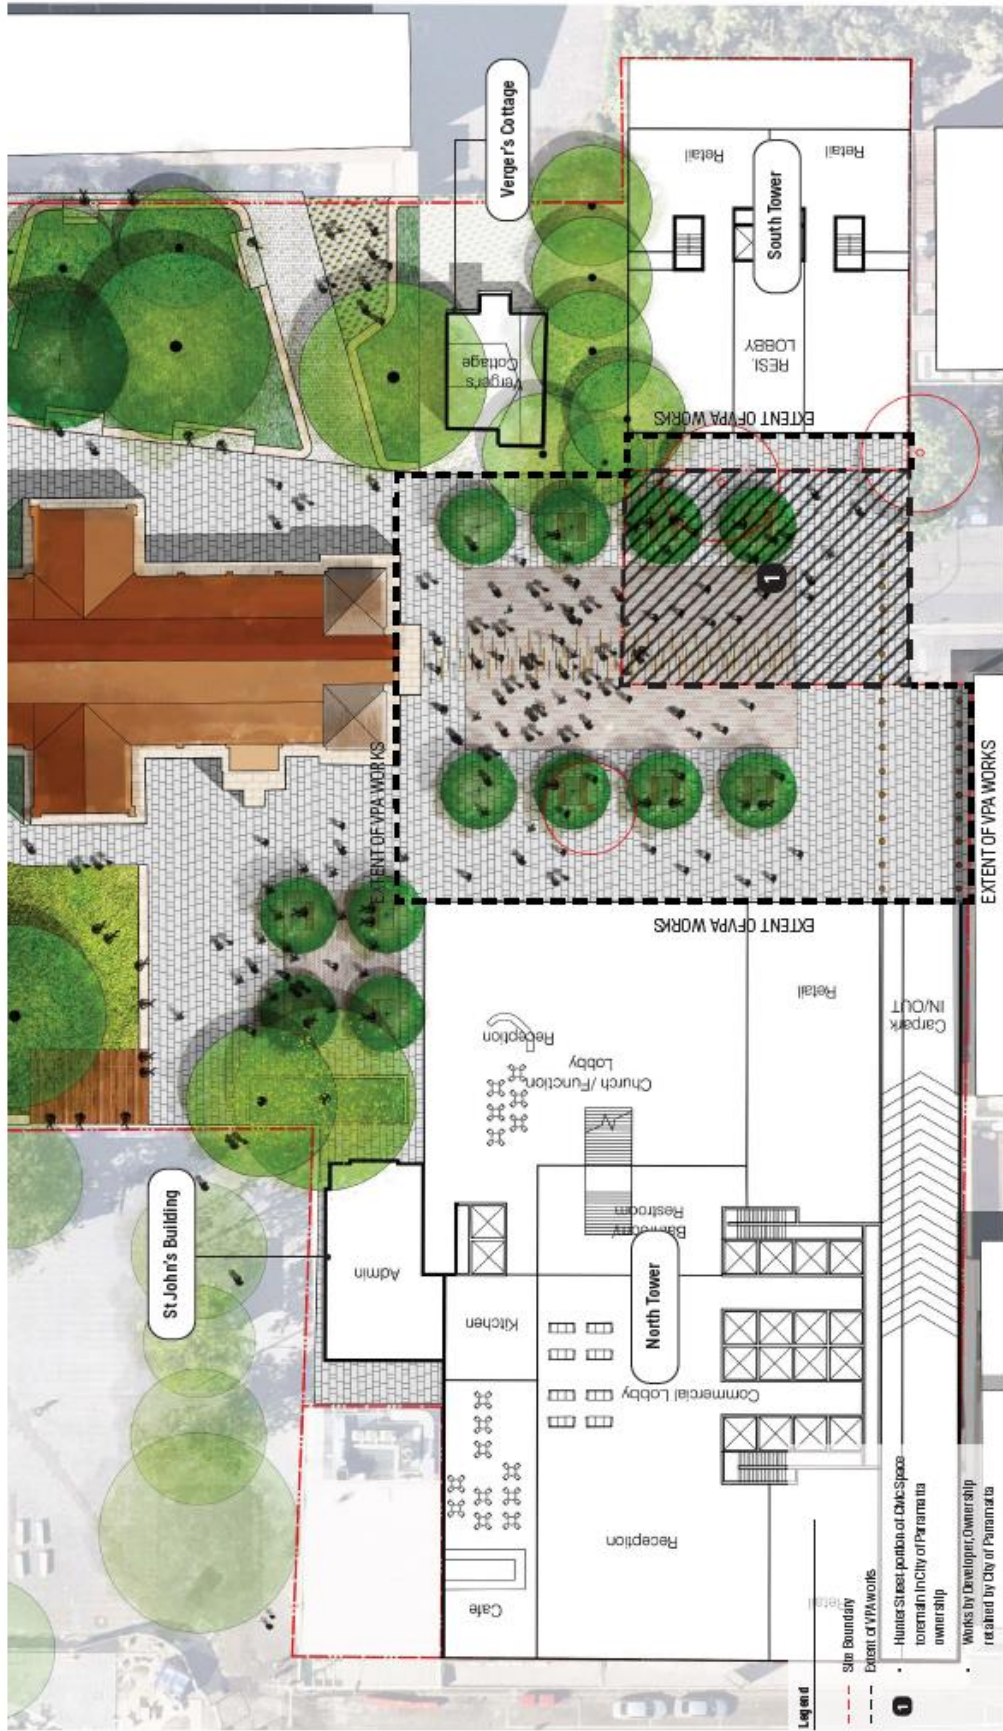 Verger's Cottage
Retail
Retail
South Tower
Verger's
Cottage
RESI.
LOBBY
EXTENT OF VPA WORKS
1
EXTENT OF VPA WORKS
EXTENT OF VPA WORKS
EXTENT OF VPA WORKS
Retail
Carpark
IN/OUT
Reception
Church / Function
Lobby
St John's Building
Admin
Restroom
Kitchen
North Tower
Commercial Lobby
Reception
Cafe
Retail
Legend
Site Boundary
Extent of VPA works
1
• Hunter Street portion of Civic Space
to remain in City of Parramatta
ownership
• Works by Developer, Ownership
retained by City of Parramatta